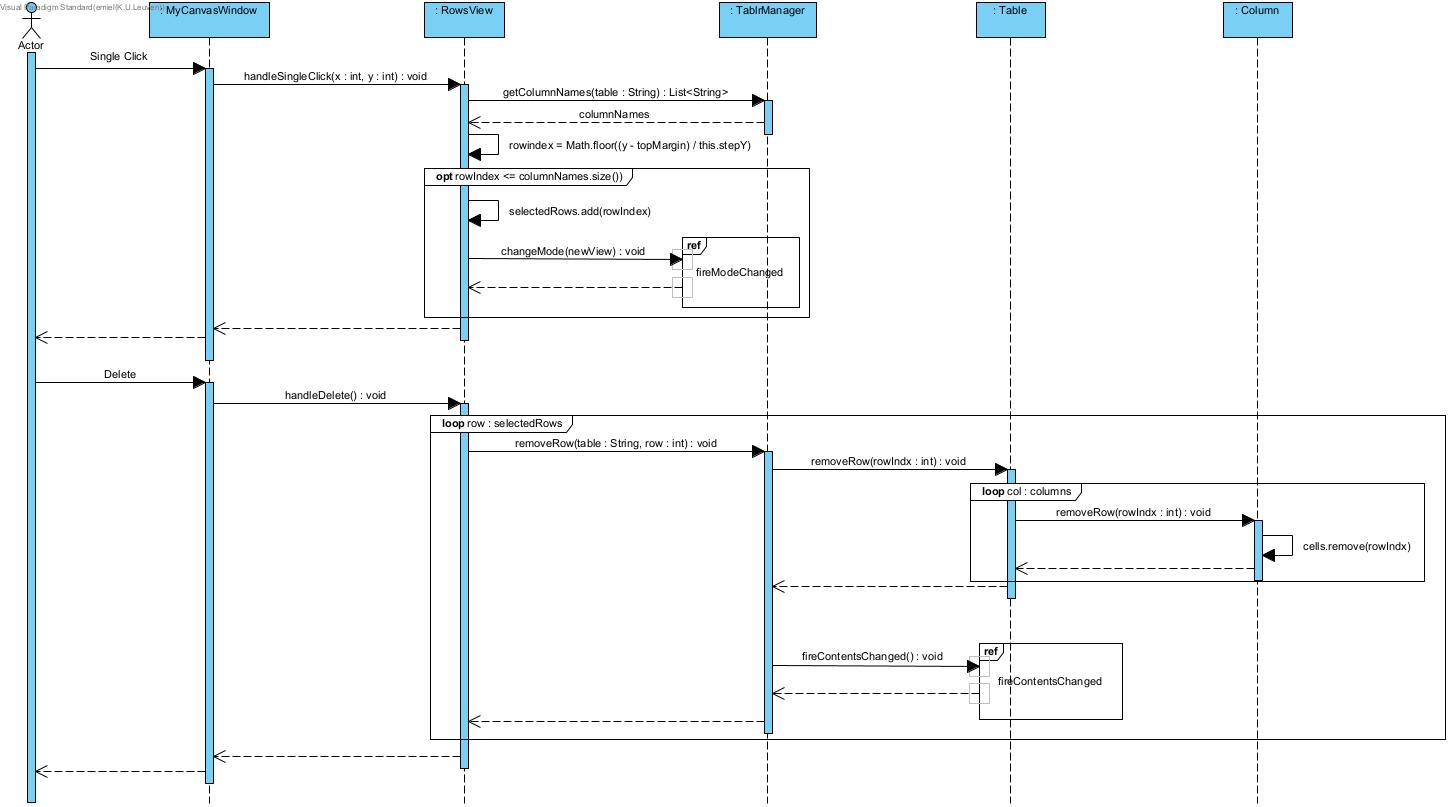 Visual Paradigm Standard(emiel(K.U.Leuven))
: MyCanvasWindow
: RowsView
: TablrManager
: Table
: Column
Actor
Single Click
handleSingleClick(x : int, y : int) : void
getColumnNames(table : String) : List<String>
columnNames
rowindex = Math.floor((y - topMargin) / this.stepY)
opt rowIndex <= columnNames.size())
selectedRows.add(rowIndex)
ref
changeMode(newView) : void
fireModeChanged
Delete
handleDelete() : void
loop row : selectedRows
removeRow(table : String, row : int) : void
removeRow(rowIndx : int) : void
loop col : columns
removeRow(rowIndx : int) : void
cells.remove(rowIndx)
ref
fireContentsChanged() : void
fireContentsChanged